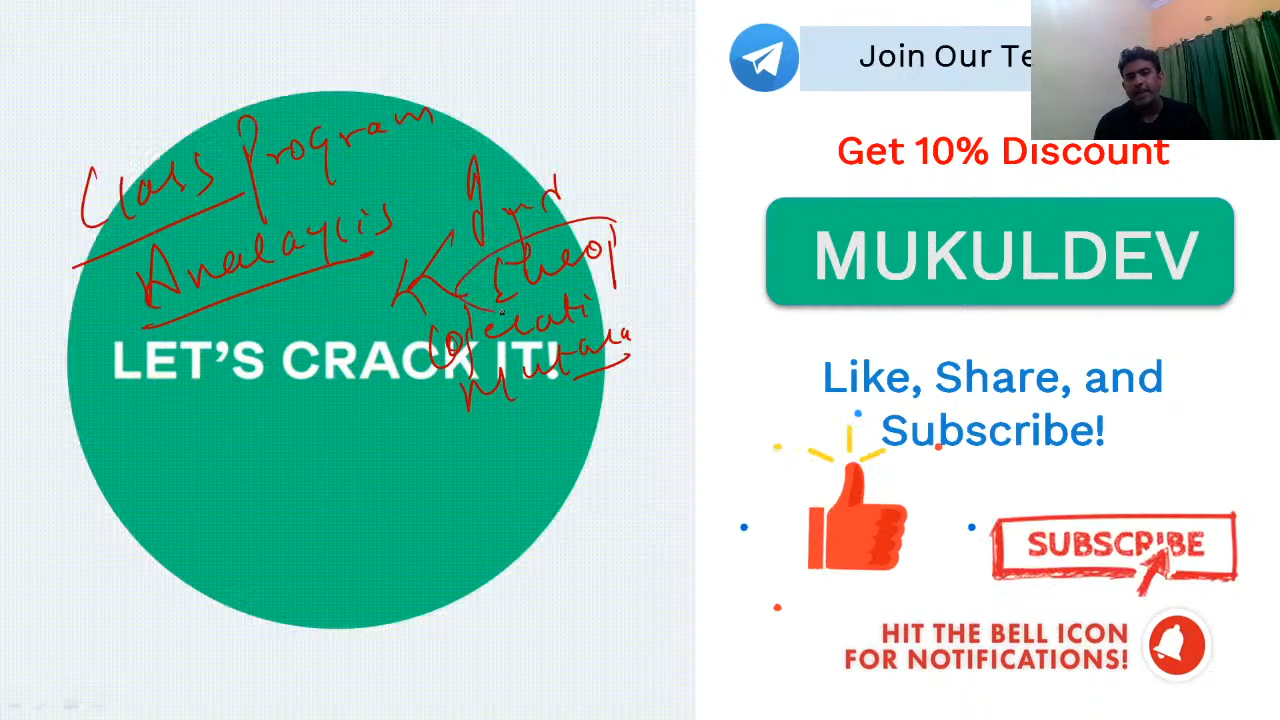 Class Program
Analaysis
LET'S CRACK IT!
Join Our Te
Get 10% Discount
MUKULDEV
Like, Share, and
Subscribe!
SUBSCRIBE
HIT THE BELL ICON
FOR NOTIFICATIONS!